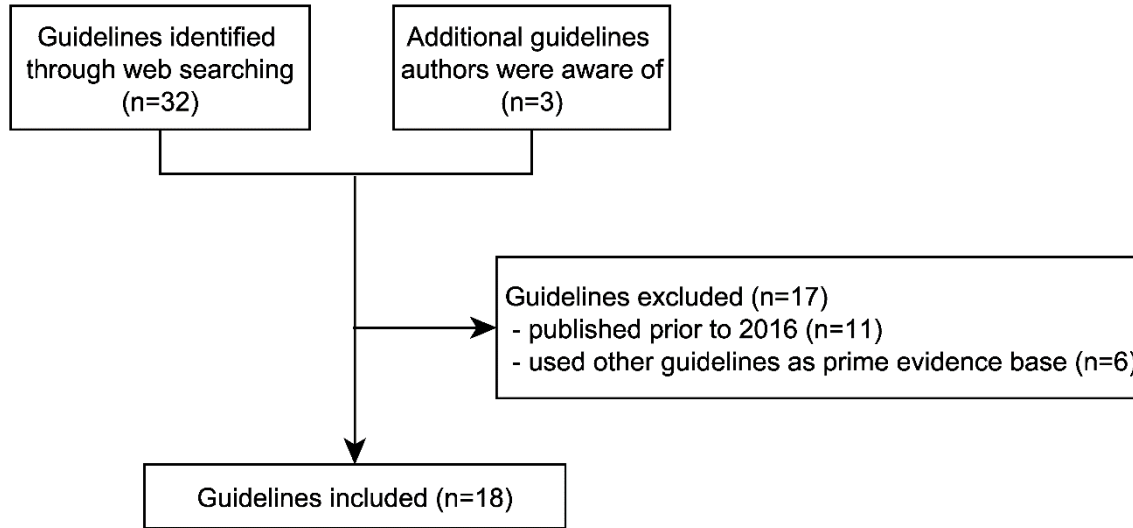 Guidelines identified
through web searching
(n=32)
Additional guidelines
authors were aware of
(n=3)
Guidelines excluded (n=17)
- published prior to 2016 (n=11)
- used other guidelines as prime evidence base (n=6)
Guidelines included (n=18)